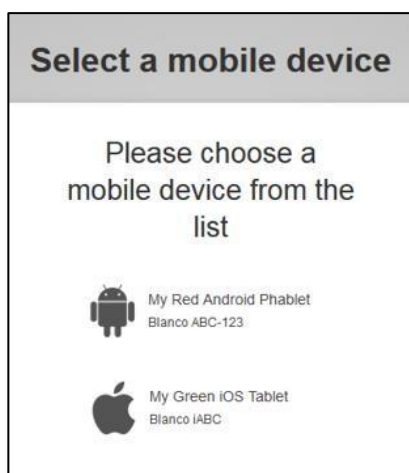 Select a mobile device
Please choose a
mobile device from the
list
My Red Android Phablet
Blanco ABC-123
My Green iOS Tablet
Blanco iABC